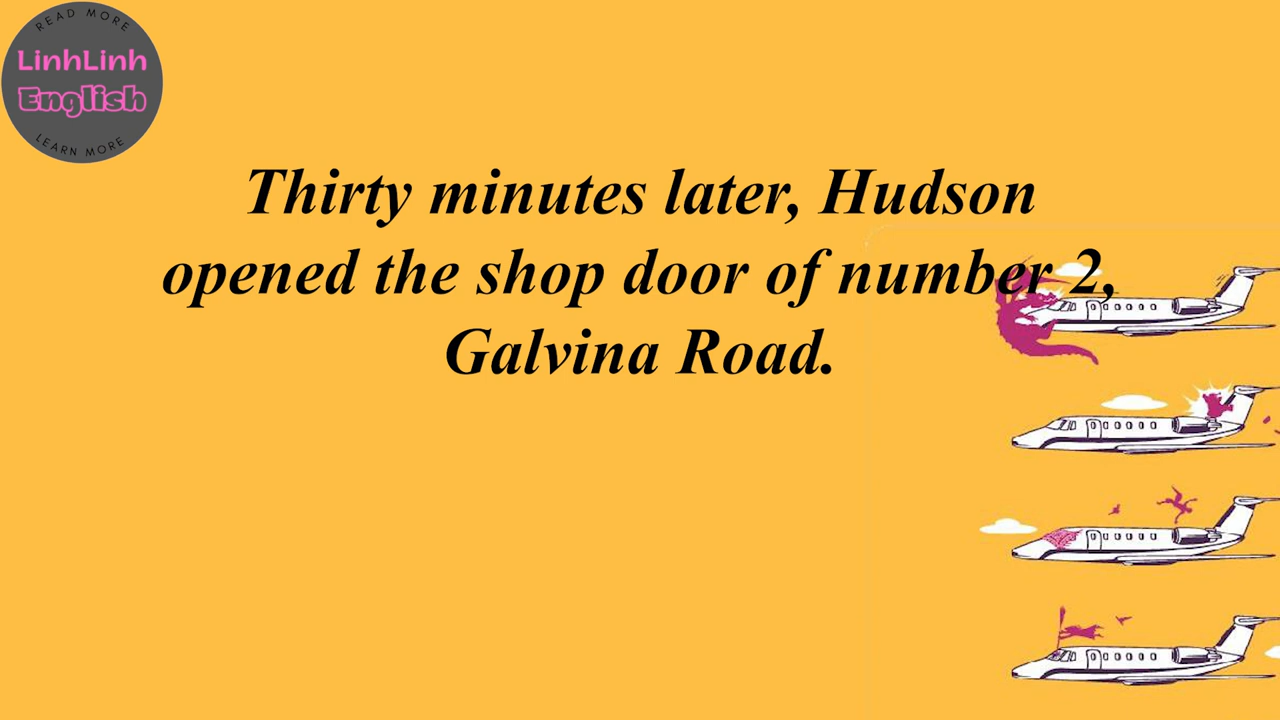 READ MORE
LinhLinh
English
LEARN MORE
Thirty minutes later, Hudson
opened the shop door of number 2,
Galvina Road.